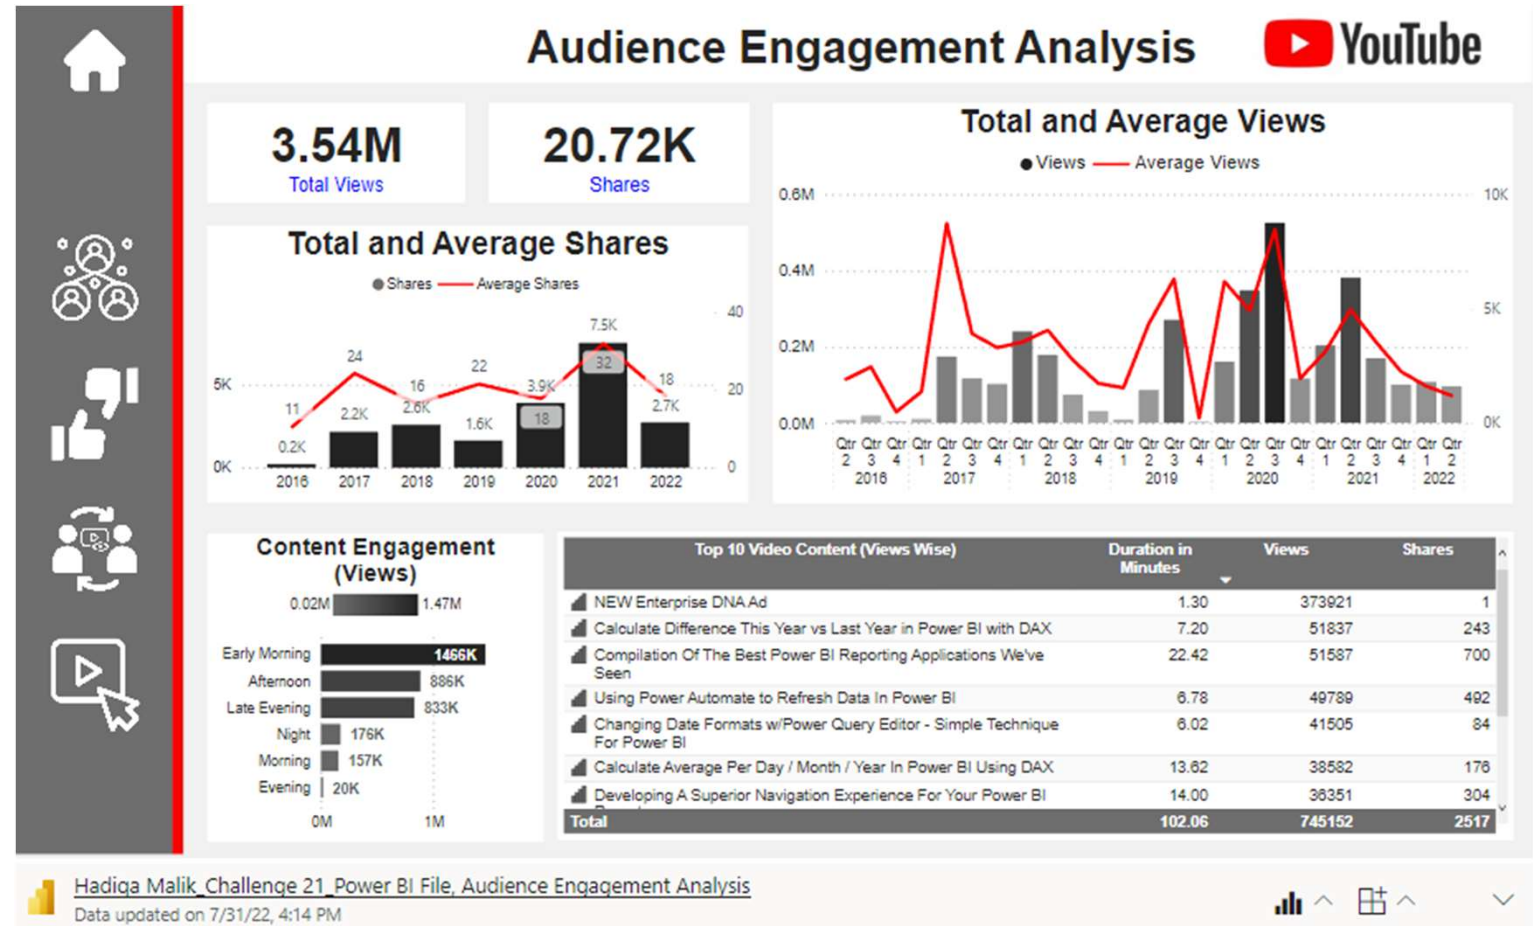 Audience Engagement Analysis
YouTube
3.54M
Total Views
20.72K
Shares
Total and Average Shares
Shares Average Shares
40
7.5K
24
22
32
5K
16
3.9K
18
20
11
2.2K
2.6K
1.6K
18
2.7K
0.2K
0K
0
2016 2017 2018 2019 2020 2021 2022
Total and Average Views
Views Average Views
0.6M
10K
0.4M
5K
0.2M
0.0M
0K
Qtr Qtr Qtr Qtr Qtr Qtr Qtr Qtr Qtr Qtr Qtr Qtr Qtr Qtr Qtr Qtr Qtr Qtr Qtr Qtr Qtr Qtr Qtr Qtr Qtr
2 3 4 1 2 3 4 1 2 3 4 1 2 3 4 1 2 3 4 1 2 3 4 1 2
2016 2017 2018 2019 2020 2021 2022
Content Engagement
(Views)
0.02M 1.47M
Early Morning 1466K
Afternoon 886K
Late Evening 833K
Night 176K
Morning 157K
Evening 20K
0M 1M
Top 10 Video Content (Views Wise) Duration in Minutes Views Shares
NEW Enterprise DNA Ad 1.30 373921 1
Calculate Difference This Year vs Last Year in Power BI with DAX 7.20 51837 243
Compilation Of The Best Power BI Reporting Applications We've 22.42 51587 700
Seen
Using Power Automate to Refresh Data In Power BI 6.78 49789 492
Changing Date Formats w/Power Query Editor - Simple Technique 6.02 41505 84
For Power BI
Calculate Average Per Day / Month / Year In Power BI Using DAX 13.62 38582 176
Developing A Superior Navigation Experience For Your Power BI 14.00 36351 304
Total 102.06 745152 2517
Hadiqa Malik_Challenge 21_Power BI File, Audience Engagement Analysis
Data updated on 7/31/22, 4:14 PM